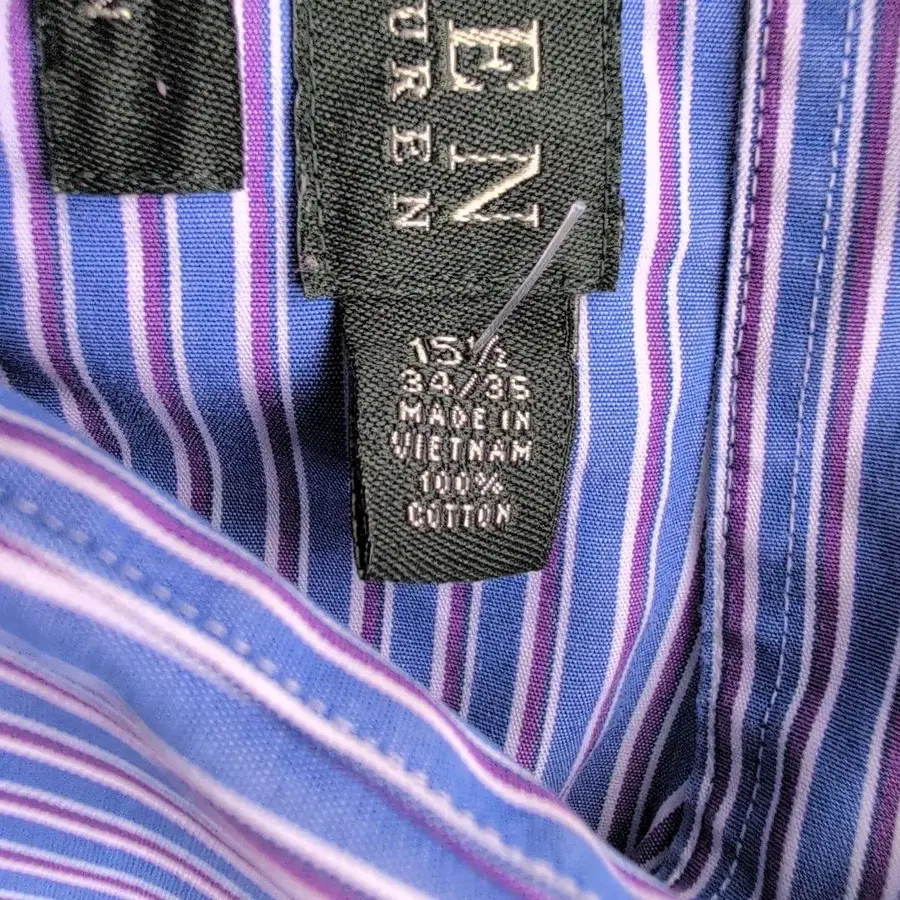 EN
UREN
15½
34/35
MADE IN
VIETNAM
100%
COTTON